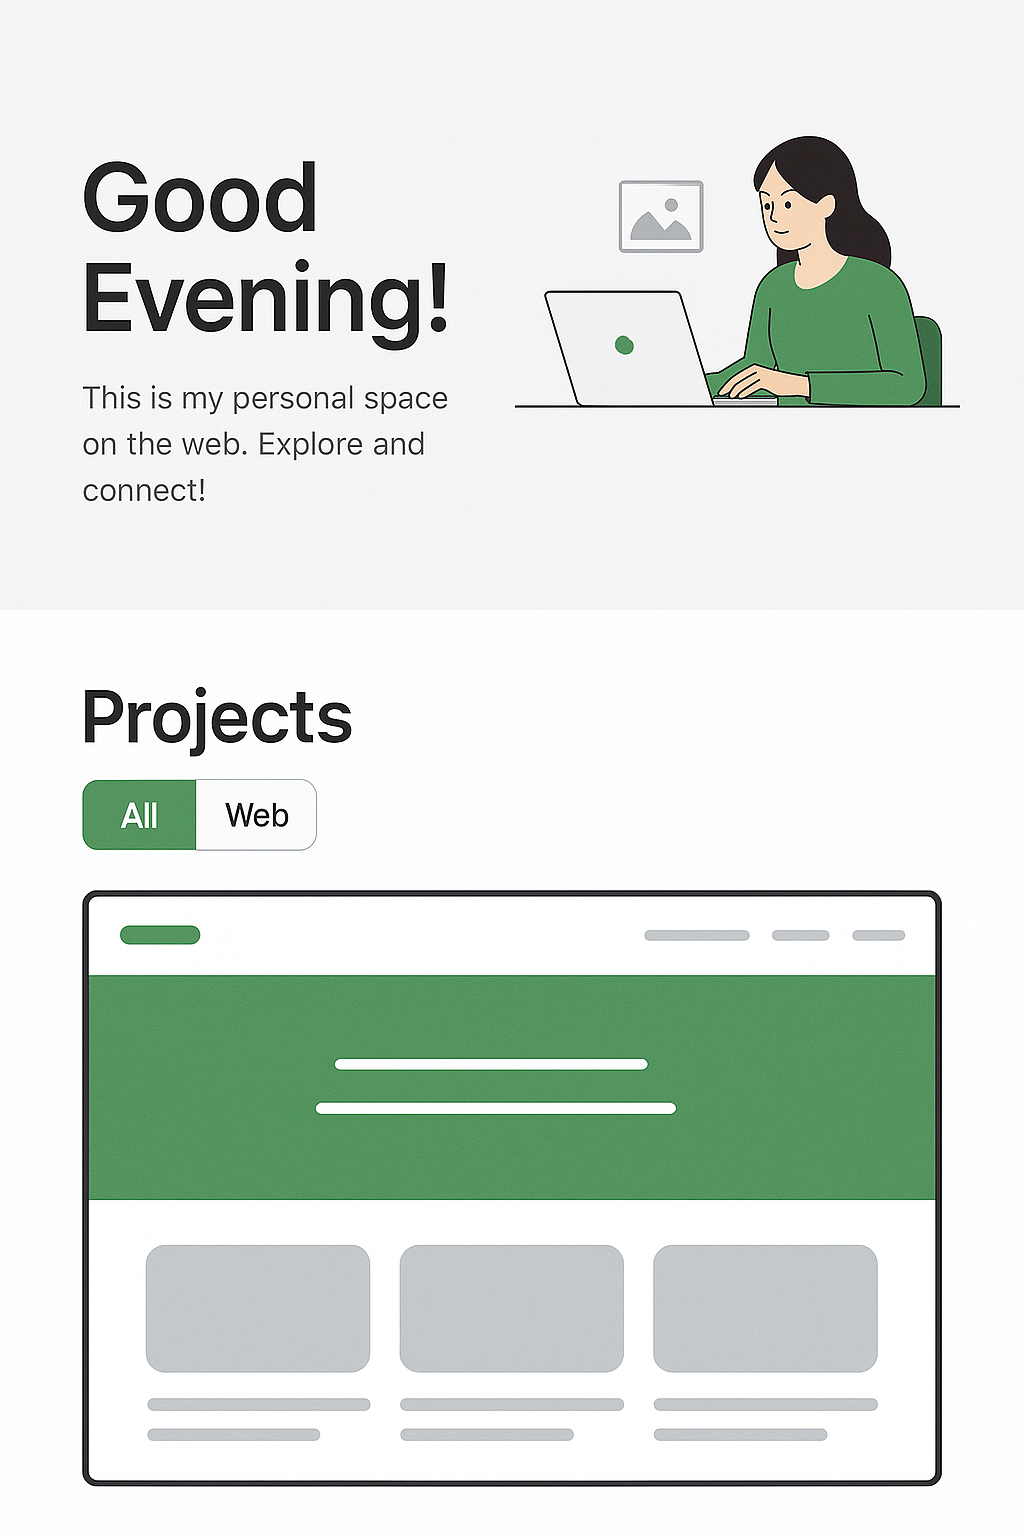 Good
Evening!
This is my personal space
on the web. Explore and
connect!
Projects
All
Web